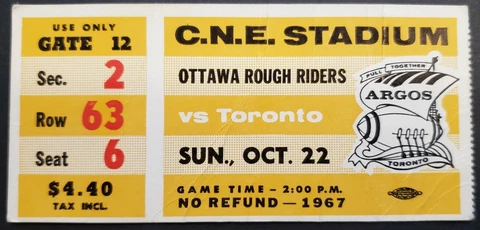 USE ONLY
GATE 12
Sec. 2
Row 63
Seat 6
$4.40
TAX INCL.
C.N.E. STADIUM
OTTAWA ROUGH RIDERS
vs Toronto
SUN., OCT. 22
GAME TIME - 2:00 P.M.
NO REFUND - 1967
PULL TOGETHER
ARGOS
TORONTO